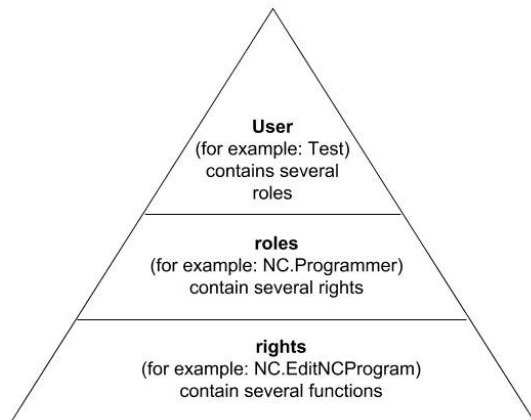 User
(for example: Test)
contains several
roles
roles
(for example: NC.Programmer)
contain several rights
rights
(for example: NC.EditNCProgram)
contain several functions